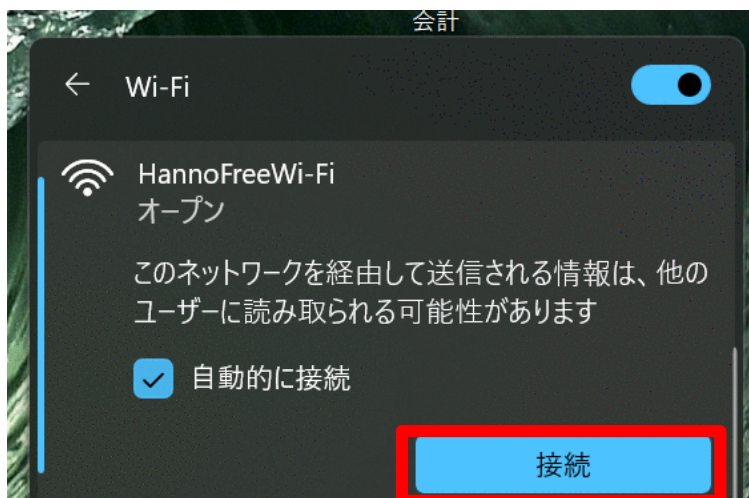 会計
Wi-Fi
HannoFreeWi-Fi
オープン
このネットワークを経由して送信される情報は、他の
ユーザーに読み取られる可能性があります
自動的に接続
接続